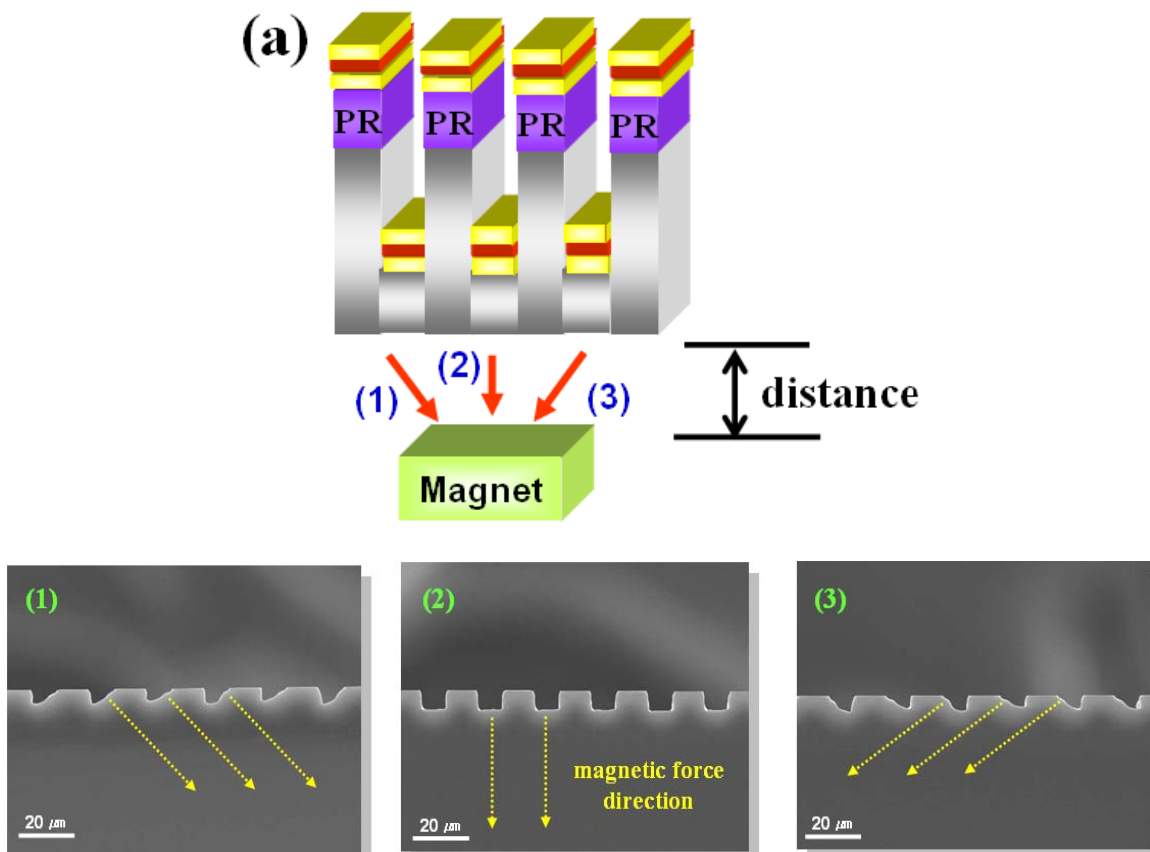 (a)
PR PR PR PR
(1) (2) (3)
distance
Magnet
(1)
20 ㎛
(2)
magnetic force
direction
20 ㎛
(3)
20 ㎛